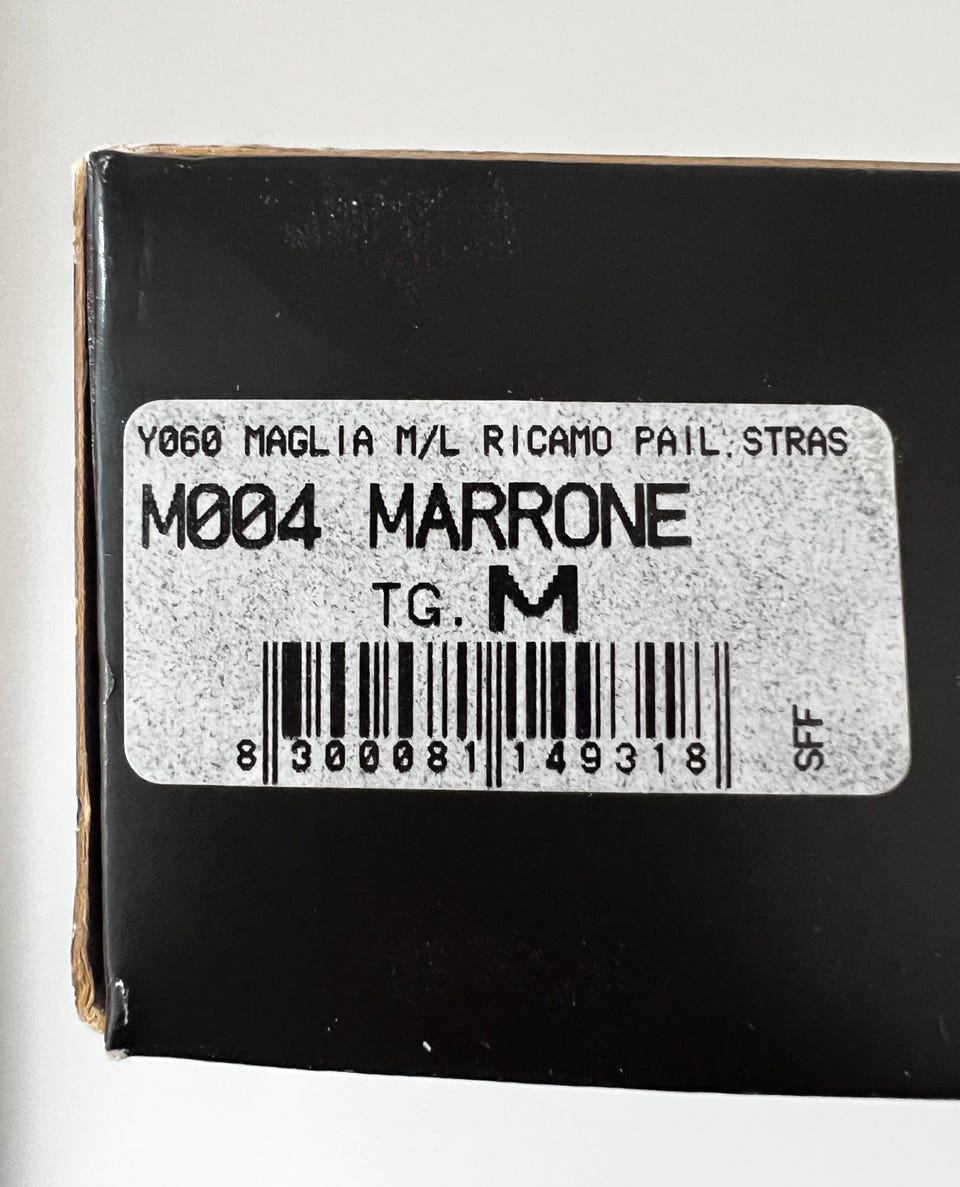 Y060 MAGLIA M/L RICAMO PAIL.STRAS
M004 MARRONE
TG. M
8 300081 149318
SFF